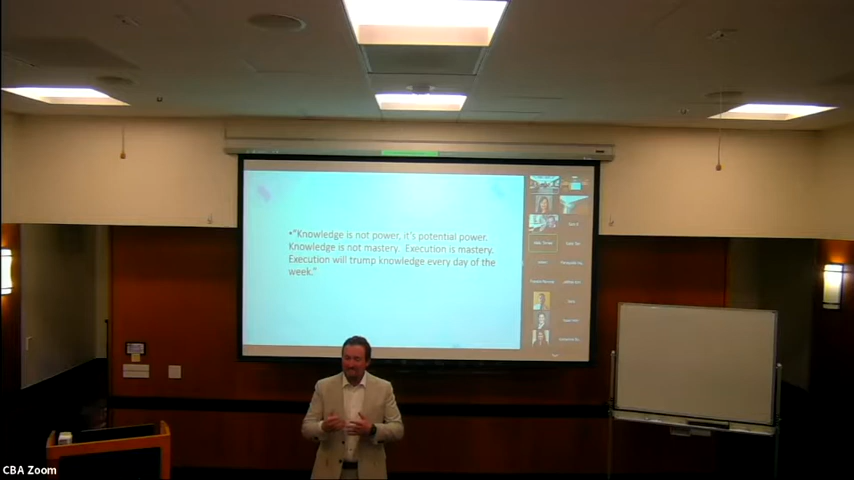 •"Knowledge is not power, it's potential power.
Knowledge is not mastery. Execution is mastery.
Execution will trump knowledge every day of the
week."
CBA Zoom